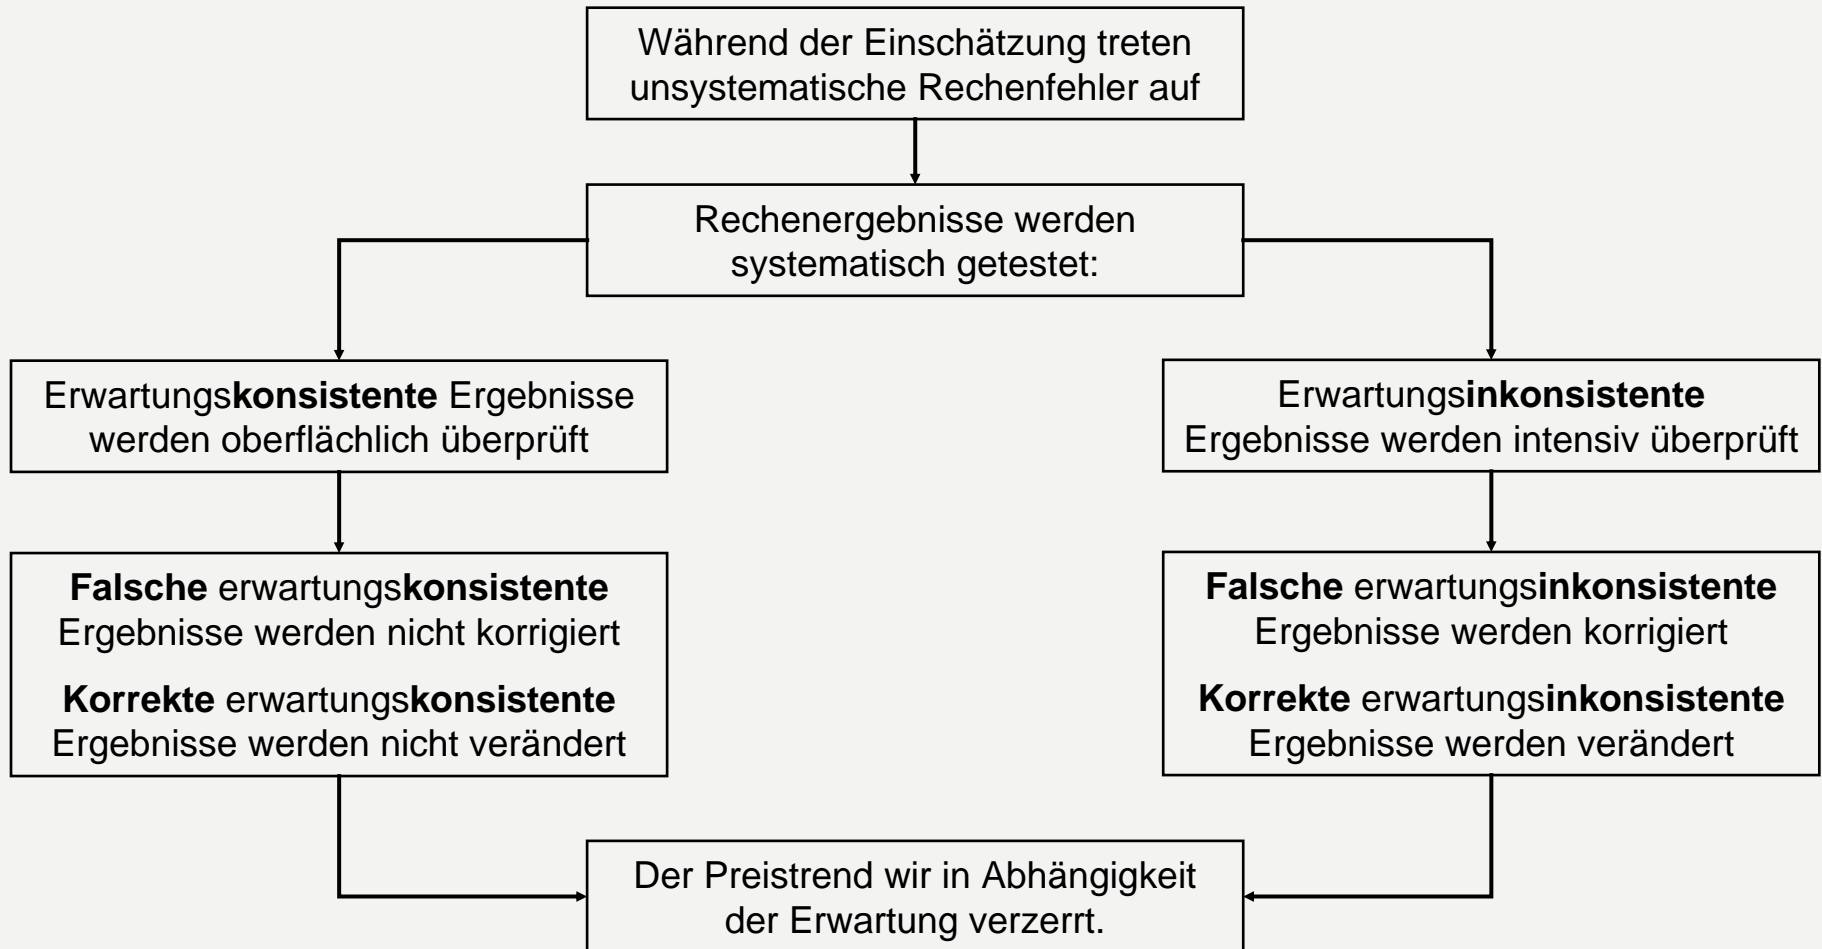 Während der Einschätzung treten
unsystematische Rechenfehler auf
Rechenergebnisse werden
systematisch getestet:
Erwartungskonsistente Ergebnisse
werden oberflächlich überprüft
Erwartungsinkonsistente
Ergebnisse werden intensiv überprüft
Falsche erwartungskonsistente
Ergebnisse werden nicht korrigiert
Korrekte erwartungskonsistente
Ergebnisse werden nicht verändert
Falsche erwartungsinkonsistente
Ergebnisse werden korrigiert
Korrekte erwartungsinkonsistente
Ergebnisse werden verändert
Der Preistrend wir in Abhängigkeit
der Erwartung verzerrt.